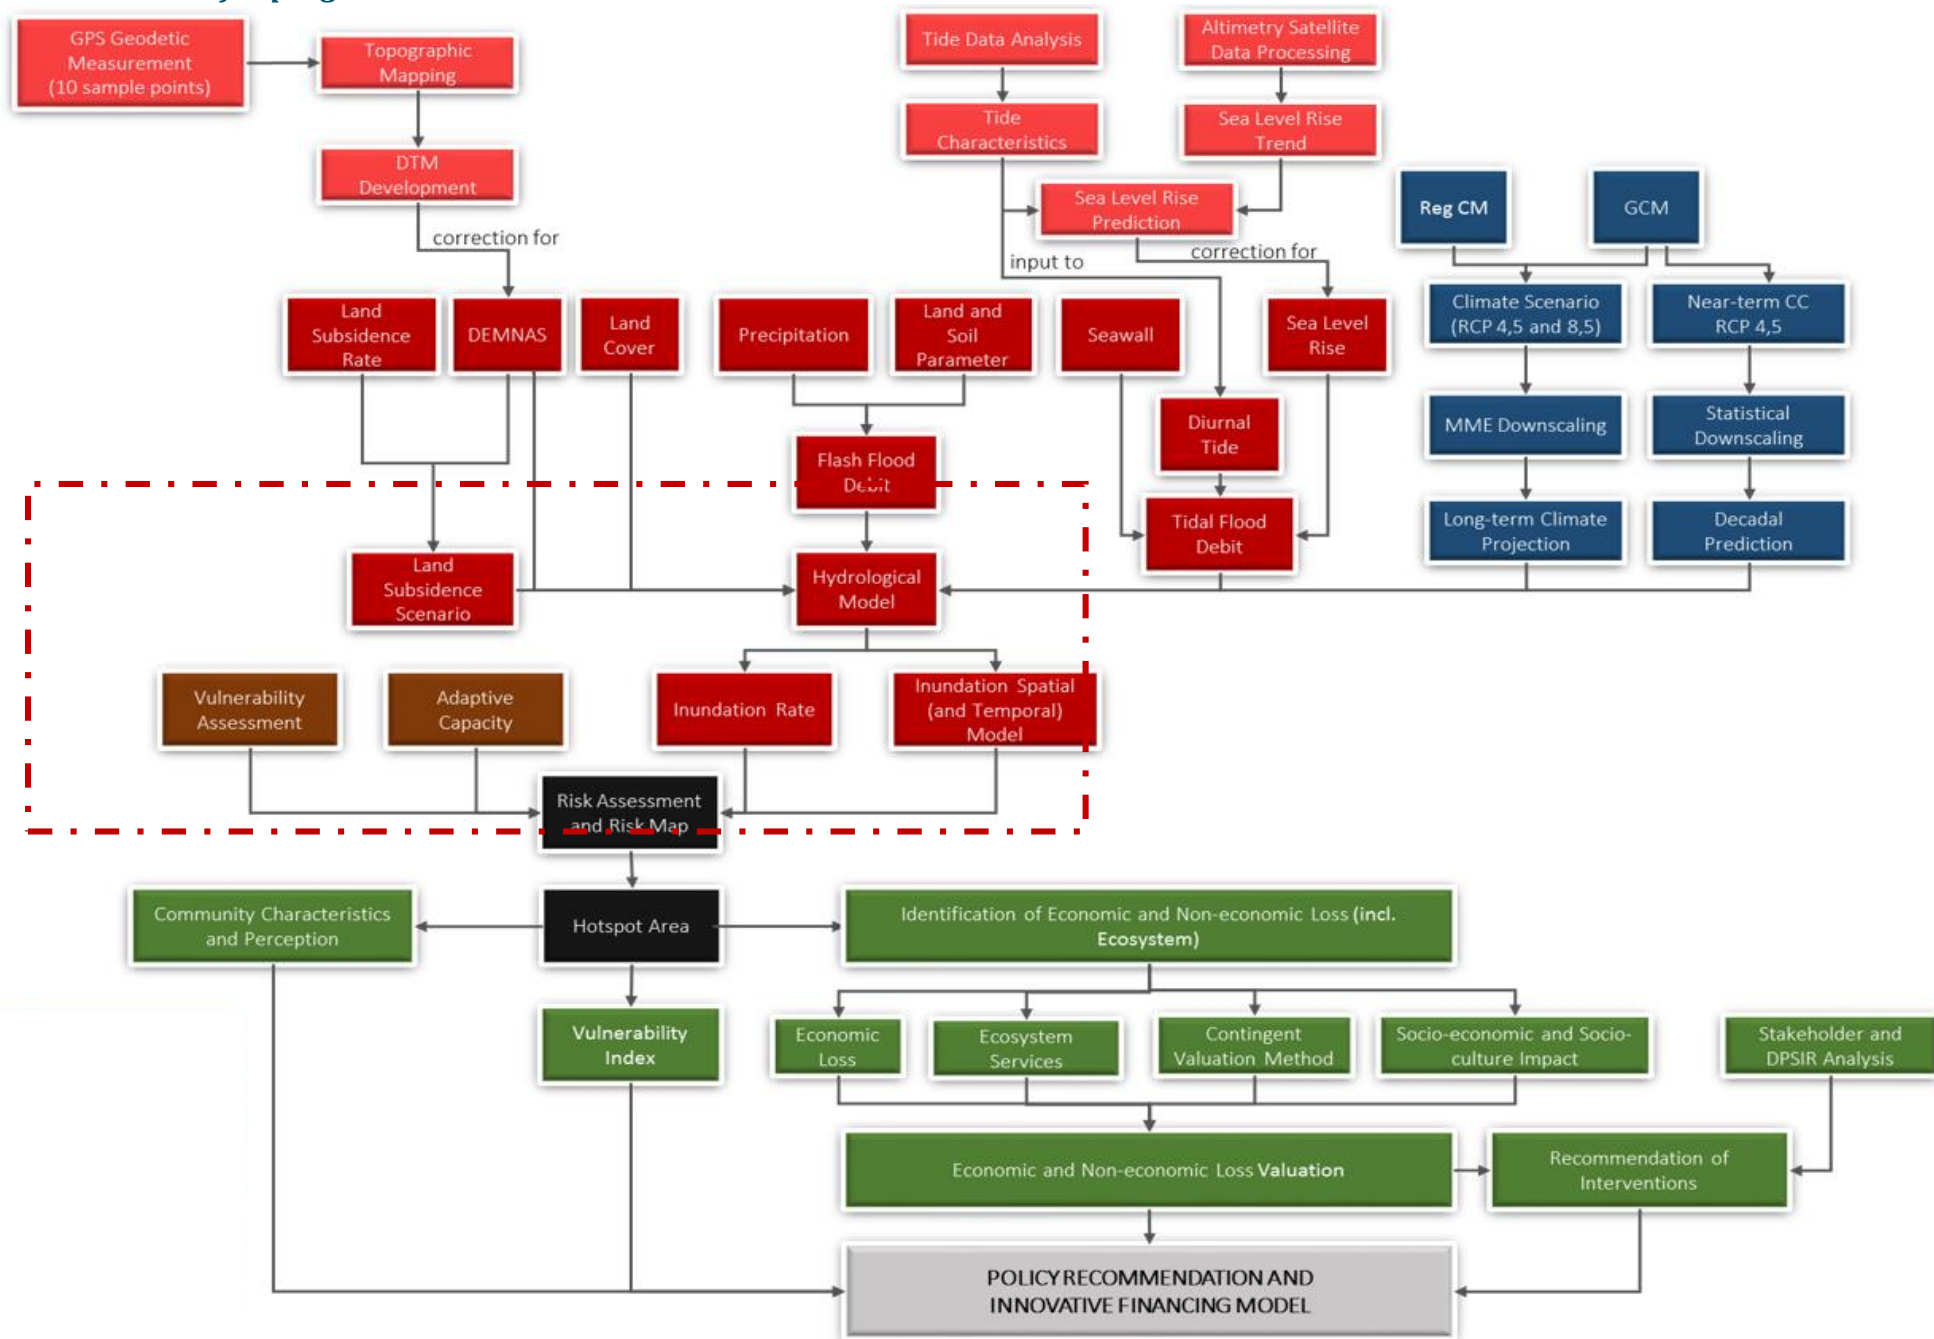 GPS Geodetic
Measurement
(10 sample points)
Topographic
Mapping
DTM
Development
correction for
Tide Data Analysis
Altimetry Satellite
Data Processing
Tide
Characteristics
Sea Level Rise
Trend
Sea Level Rise
Prediction
input to
correction for
Reg CM
GCM
Land
Subsidence
Rate
DEMNAS
Land
Cover
Precipitation
Land and
Soil
Parameter
Seawall
Sea Level
Rise
Climate Scenario
(RCP 4,5 and 8,5)
Near-term CC
RCP 4,5
Diurnal
Tide
MME Downscaling
Statistical
Downscaling
Flash Flood
Debit
Tidal Flood
Debit
Long-term Climate
Projection
Decadal
Prediction
Land
Subsidence
Scenario
Hydrological
Model
Vulnerability
Assessment
Adaptive
Capacity
Inundation Rate
Inundation Spatial
(and Temporal)
Model
Risk Assessment
and Risk Map
Community Characteristics
and Perception
Hotspot Area
Identification of Economic and Non-economic Loss (incl.
Ecosystem)
Vulnerability
Index
Economic
Loss
Ecosystem
Services
Contingent
Valuation Method
Socio-economic and Socio-
culture Impact
Stakeholder and
DPSIR Analysis
Economic and Non-economic Loss Valuation
Recommendation of
Interventions
POLICY RECOMMENDATION AND
INNOVATIVE FINANCING MODEL